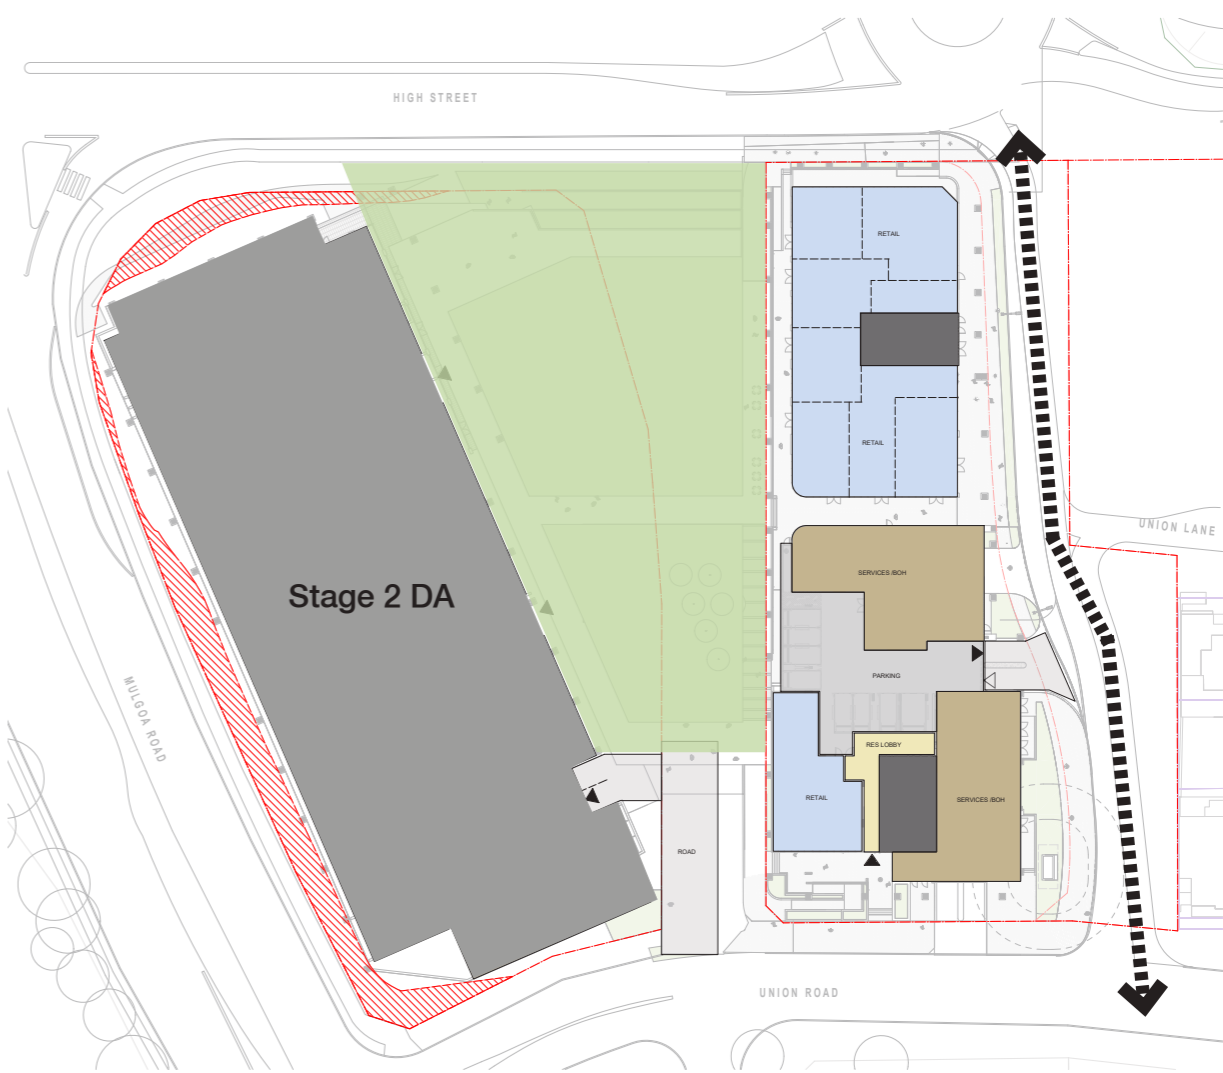 HIGH STREET
RETAIL
RETAIL
UNION LANE
SERVICES /BOH
Stage 2 DA
PARKING
MULGOA ROAD
RES LOBBY
RETAIL
SERVICES /BOH
ROAD
UNION ROAD